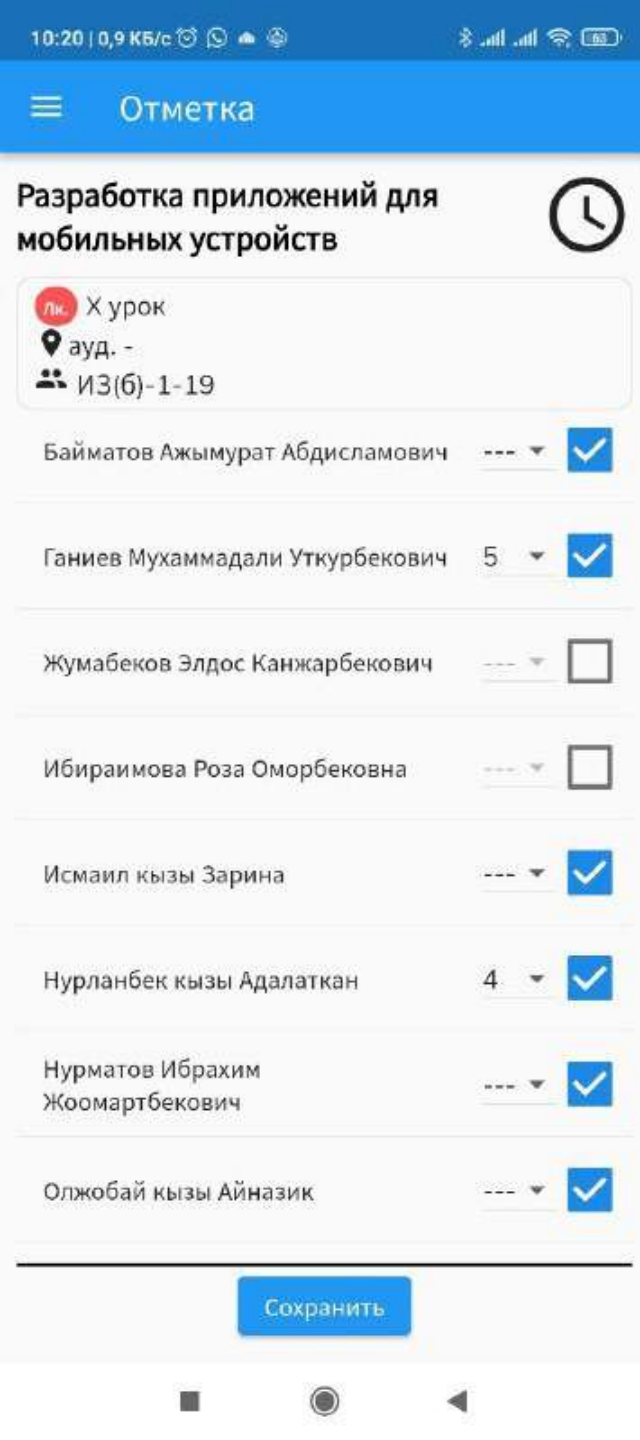 10:20 | 0,9 КБ/с
63
Отметка
Разработка приложений для
мобильных устройств
Лк. X урок
ауд. -
ИЗ(б)-1-19
Байматов Ажымурат Абдисламович ---
Ганиев Мухаммадали Уткурбекович 5
Жумабеков Элдос Канжарбекович ---
Ибираимова Роза Оморбековна ---
Исмаил кызы Зарина ---
Нурланбек кызы Адалаткан 4
Нурматов Ибрахим
Жоомартбекович ---
Олжобай кызы Айназик ---
Сохранить